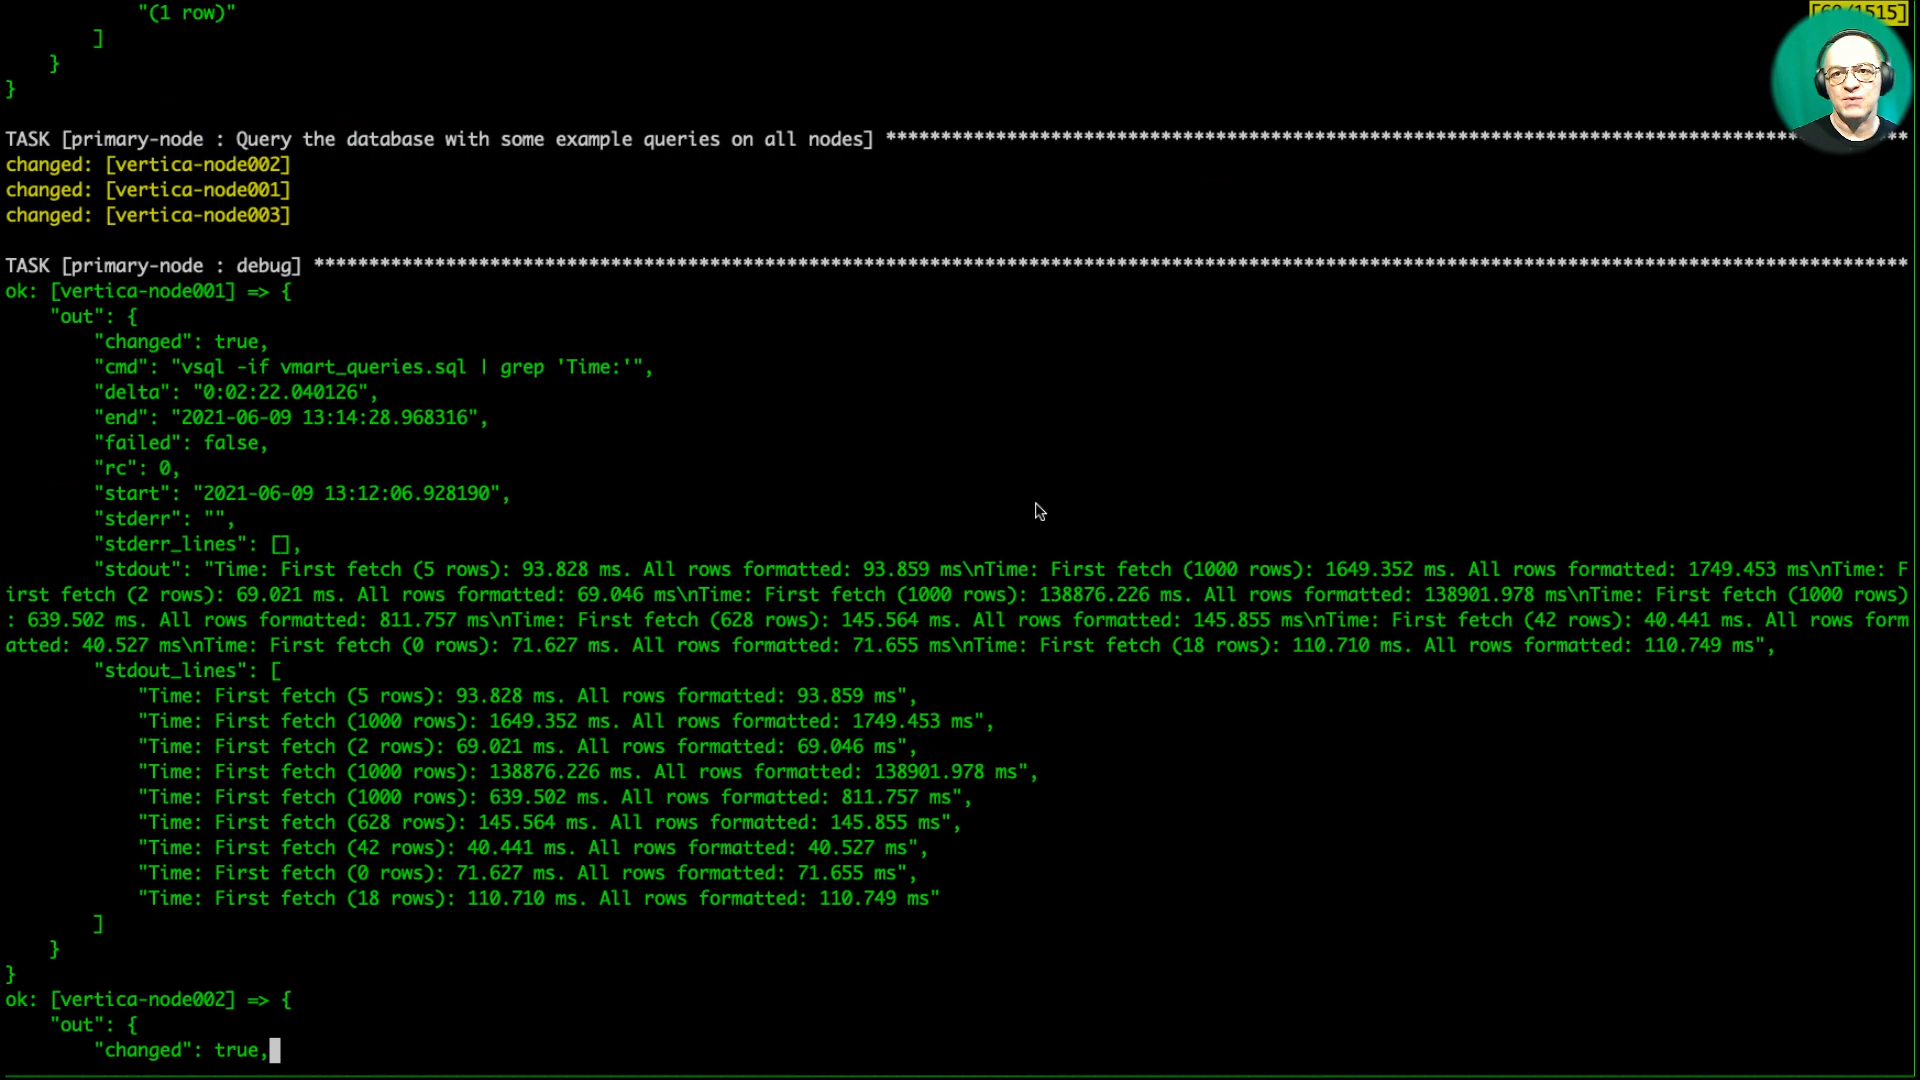 "(1 row)"
]
}
}
TASK [primary-node : Query the database with some example queries on all nodes] ***********************************************************************************
changed: [vertica-node002]
changed: [vertica-node001]
changed: [vertica-node003]
TASK [primary-node : debug] *************************************************************************************************************************************************
ok: [vertica-node001] => {
"out": {
"changed": true,
"cmd": "vsql -if vmart_queries.sql | grep 'Time:'",
"delta": "0:02:22.040126",
"end": "2021-06-09 13:14:28.968316",
"failed": false,
"rc": 0,
"start": "2021-06-09 13:12:06.928190",
"stderr": "",
"stderr_lines": [],
"stdout": "Time: First fetch (5 rows): 93.828 ms. All rows formatted: 93.859 ms\nTime: First fetch (1000 rows): 1649.352 ms. All rows formatted: 1749.453 ms\nTime: F
irst fetch (2 rows): 69.021 ms. All rows formatted: 69.046 ms\nTime: First fetch (1000 rows): 138876.226 ms. All rows formatted: 138901.978 ms\nTime: First fetch (1000 rows)
: 639.502 ms. All rows formatted: 811.757 ms\nTime: First fetch (628 rows): 145.564 ms. All rows formatted: 145.855 ms\nTime: First fetch (42 rows): 40.441 ms. All rows form
atted: 40.527 ms\nTime: First fetch (0 rows): 71.627 ms. All rows formatted: 71.655 ms\nTime: First fetch (18 rows): 110.710 ms. All rows formatted: 110.749 ms",
"stdout_lines": [
"Time: First fetch (5 rows): 93.828 ms. All rows formatted: 93.859 ms",
"Time: First fetch (1000 rows): 1649.352 ms. All rows formatted: 1749.453 ms",
"Time: First fetch (2 rows): 69.021 ms. All rows formatted: 69.046 ms",
"Time: First fetch (1000 rows): 138876.226 ms. All rows formatted: 138901.978 ms",
"Time: First fetch (1000 rows): 639.502 ms. All rows formatted: 811.757 ms",
"Time: First fetch (628 rows): 145.564 ms. All rows formatted: 145.855 ms",
"Time: First fetch (42 rows): 40.441 ms. All rows formatted: 40.527 ms",
"Time: First fetch (0 rows): 71.627 ms. All rows formatted: 71.655 ms",
"Time: First fetch (18 rows): 110.710 ms. All rows formatted: 110.749 ms"
]
}
}
ok: [vertica-node002] => {
"out": {
"changed": true,